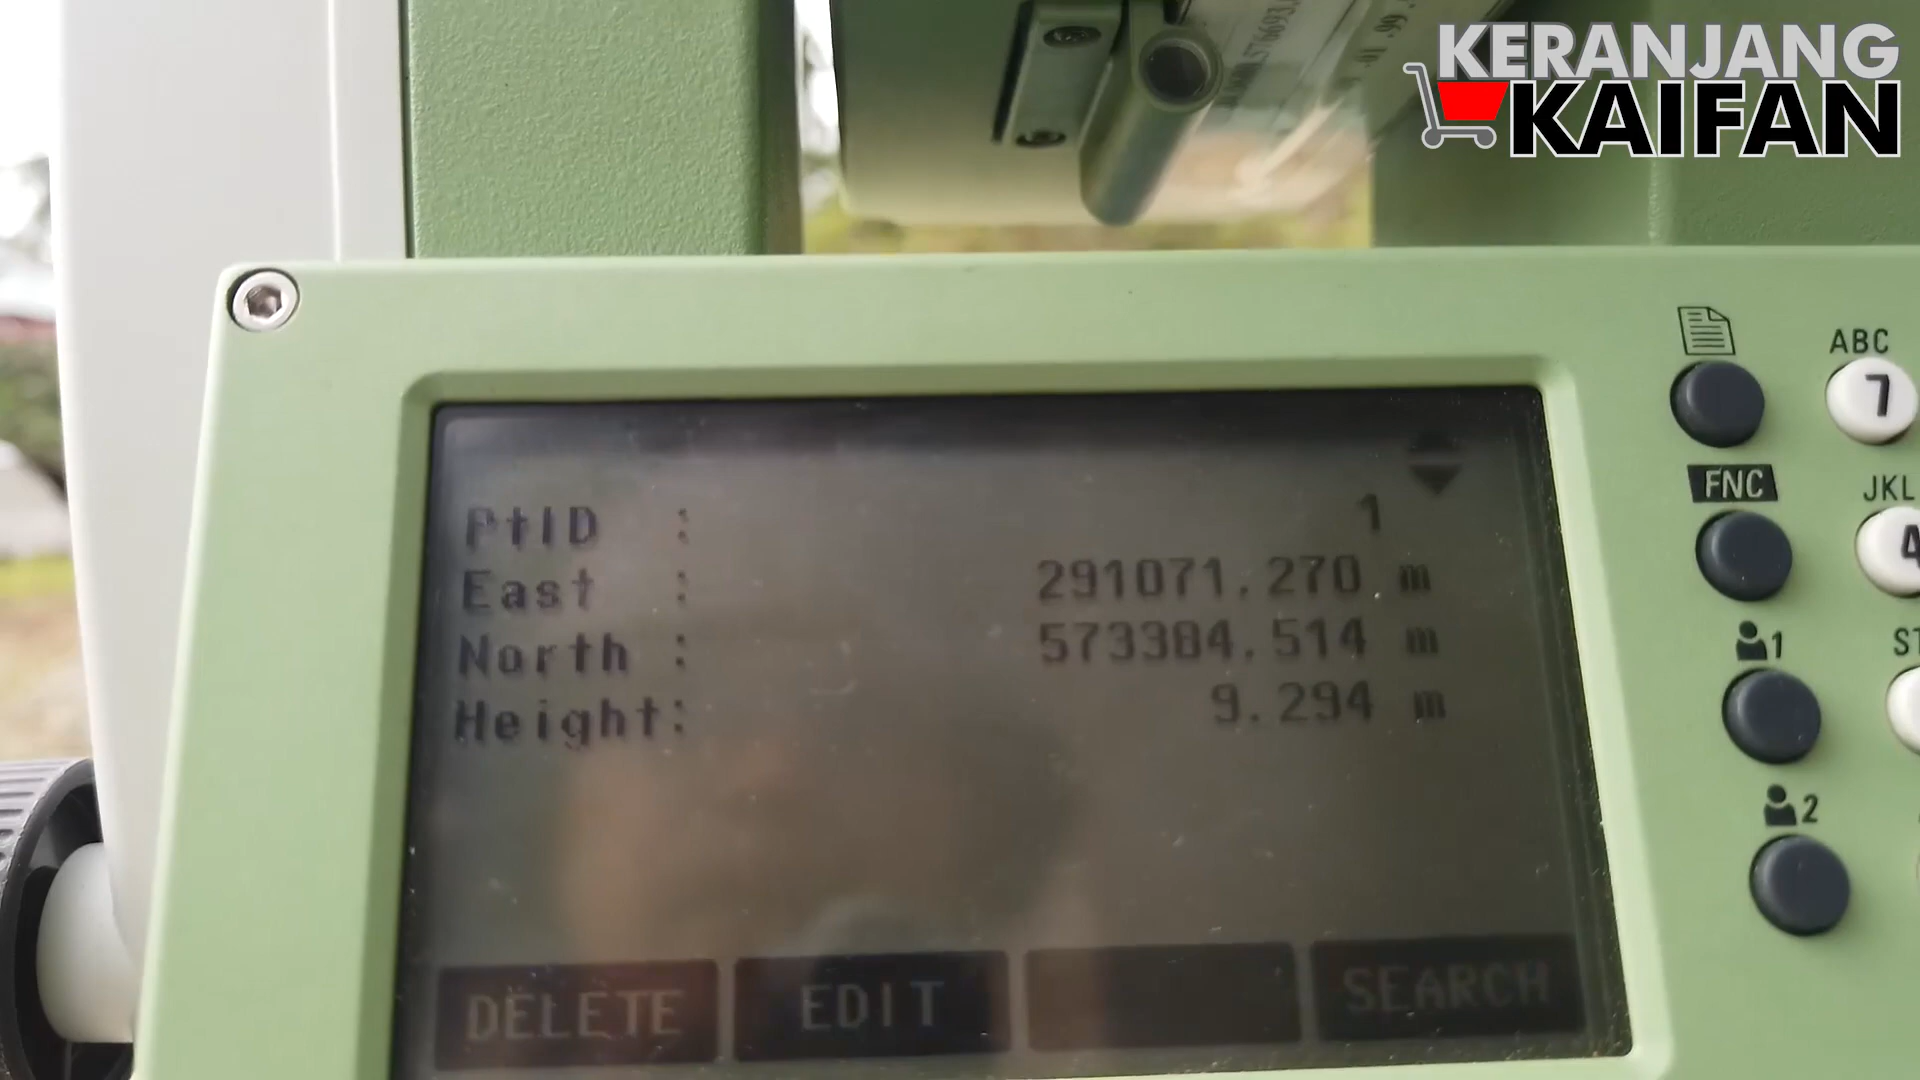 KERANJANG
KAIFAN
ABC
7
FNC
JKL
4
1
2
PtID : 1
East : 291071.270 m
North : 573384.514 m
Height: 9.294 m
DELETE EDIT SEARCH